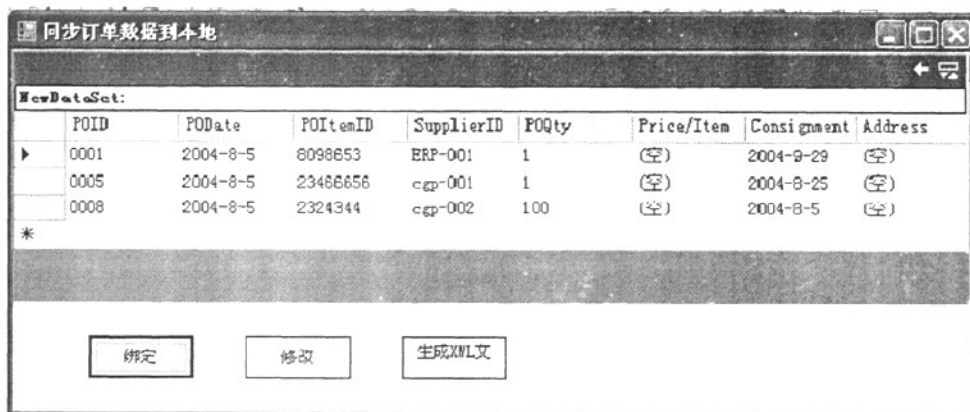 同步订单数据到本地
NewDataSet:
POID PODate POItemID SupplierID POQty Price/Item Consignment Address
0001 2004-8-5 8098653 ERP-001 1 (空) 2004-9-29 (空)
0005 2004-8-5 23466656 cgp-001 1 (空) 2004-8-25 (空)
0008 2004-8-5 2324344 cgp-002 100 (空) 2004-8-5 (空)
*
绑定 修改 生成XML文